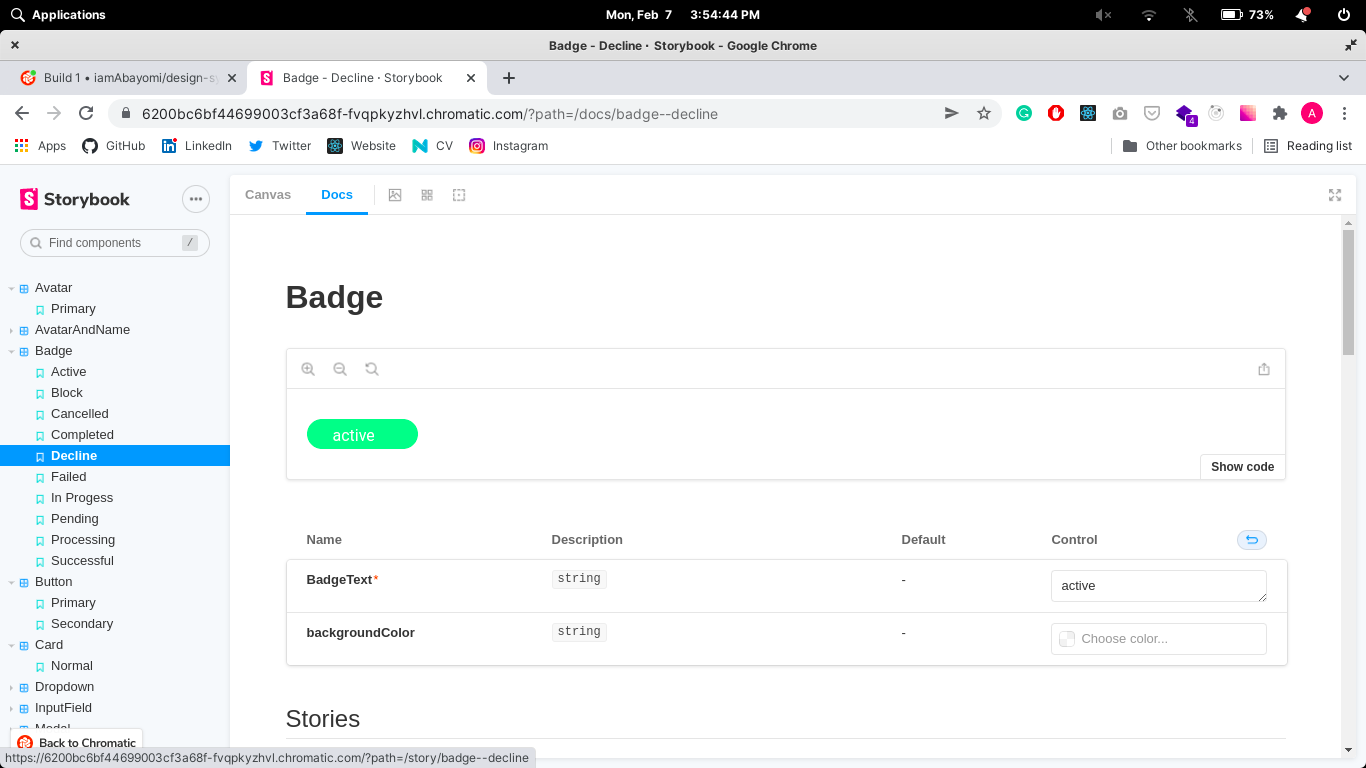 Applications
Mon, Feb 7 3:54:44 PM
73%
Badge - Decline · Storybook - Google Chrome
Build 1 • iamAbayomi/design-sy
Badge - Decline · Storybook
6200bc6bf44699003cf3a68f-fvqpkyzhvl.chromatic.com/?path=/docs/badge--decline
4
A
Apps
GitHub
LinkedIn
Twitter
Website
CV
Instagram
Other bookmarks
Reading list
Storybook
Find components
/
Avatar
Primary
AvatarAndName
Badge
Active
Block
Cancelled
Completed
Decline
Failed
In Progess
Pending
Processing
Successful
Button
Primary
Secondary
Card
Normal
Dropdown
InputField
Back to Chromatic
https://6200bc6bf44699003cf3a68f-fvqpkyzhvl.chromatic.com/?path=/story/badge--decline
Canvas
Docs
Badge
active
Show code
Name Description Default Control
BadgeText* string - active
backgroundColor string - Choose color...
Stories